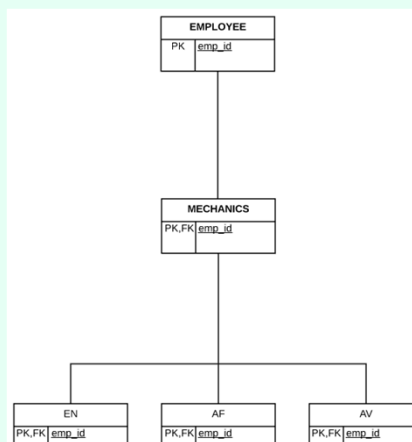 EMPLOYEE
PK emp_id
MECHANICS
PK,FK emp_id
EN AF AV
PK,FK emp_id PK,FK emp_id PK,FK emp_id